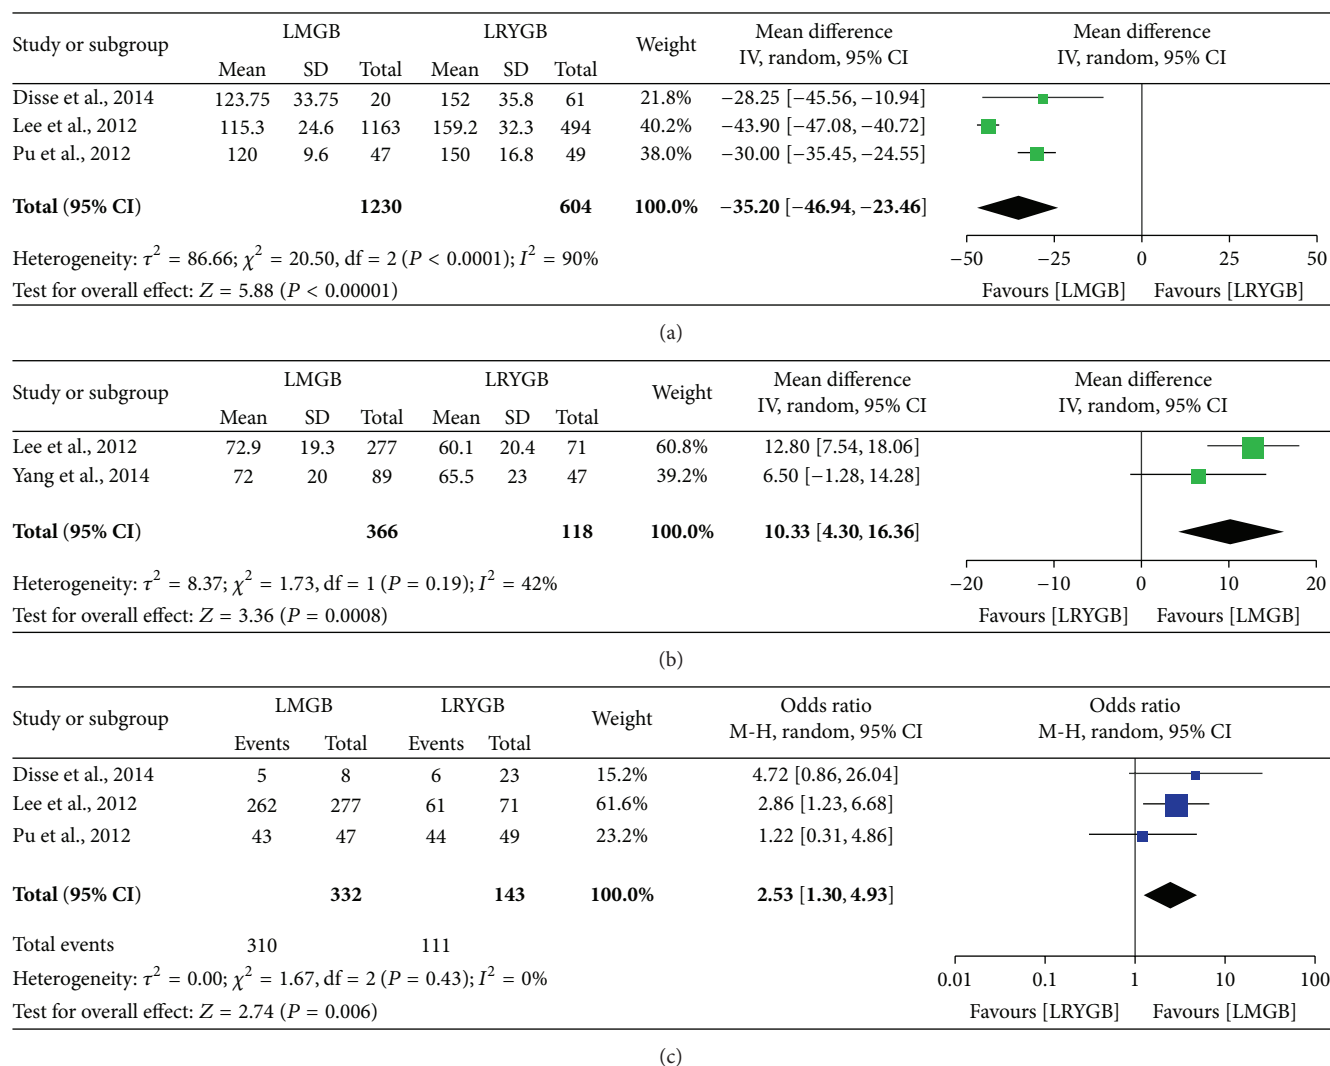 Study or subgroup LMGB LRYGB Weight Mean difference Mean difference
Mean SD Total Mean SD Total IV, random, 95% CI IV, random, 95% CI
Disse et al., 2014 123.75 33.75 20 152 35.8 61 21.8% −28.25 [−45.56, −10.94]
Lee et al., 2012 115.3 24.6 1163 159.2 32.3 494 40.2% −43.90 [−47.08, −40.72]
Pu et al., 2012 120 9.6 47 150 16.8 49 38.0% −30.00 [−35.45, −24.55]
Total (95% CI) 1230 604 100.0% −35.20 [−46.94, −23.46]
Heterogeneity: τ² = 86.66; χ² = 20.50, df = 2 (P < 0.0001); I² = 90%
−50 −25 0 25 50
Test for overall effect: Z = 5.88 (P < 0.00001)
Favours [LMGB] Favours [LRYGB]
(a)
Study or subgroup LMGB LRYGB Weight Mean difference Mean difference
Mean SD Total Mean SD Total IV, random, 95% CI IV, random, 95% CI
Lee et al., 2012 72.9 19.3 277 60.1 20.4 71 60.8% 12.80 [7.54, 18.06]
Yang et al., 2014 72 20 89 65.5 23 47 39.2% 6.50 [−1.28, 14.28]
Total (95% CI) 366 118 100.0% 10.33 [4.30, 16.36]
Heterogeneity: τ² = 8.37; χ² = 1.73, df = 1 (P = 0.19); I² = 42%
−20 −10 0 10 20
Test for overall effect: Z = 3.36 (P = 0.0008)
Favours [LRYGB] Favours [LMGB]
(b)
Study or subgroup LMGB LRYGB Weight Odds ratio Odds ratio
Events Total Events Total M-H, random, 95% CI M-H, random, 95% CI
Disse et al., 2014 5 8 6 23 15.2% 4.72 [0.86, 26.04]
Lee et al., 2012 262 277 61 71 61.6% 2.86 [1.23, 6.68]
Pu et al., 2012 43 47 44 49 23.2% 1.22 [0.31, 4.86]
Total (95% CI) 332 143 100.0% 2.53 [1.30, 4.93]
Total events 310 111
Heterogeneity: τ² = 0.00; χ² = 1.67, df = 2 (P = 0.43); I² = 0%
0.01 0.1 1 10 100
Test for overall effect: Z = 2.74 (P = 0.006)
Favours [LRYGB] Favours [LMGB]
(c)